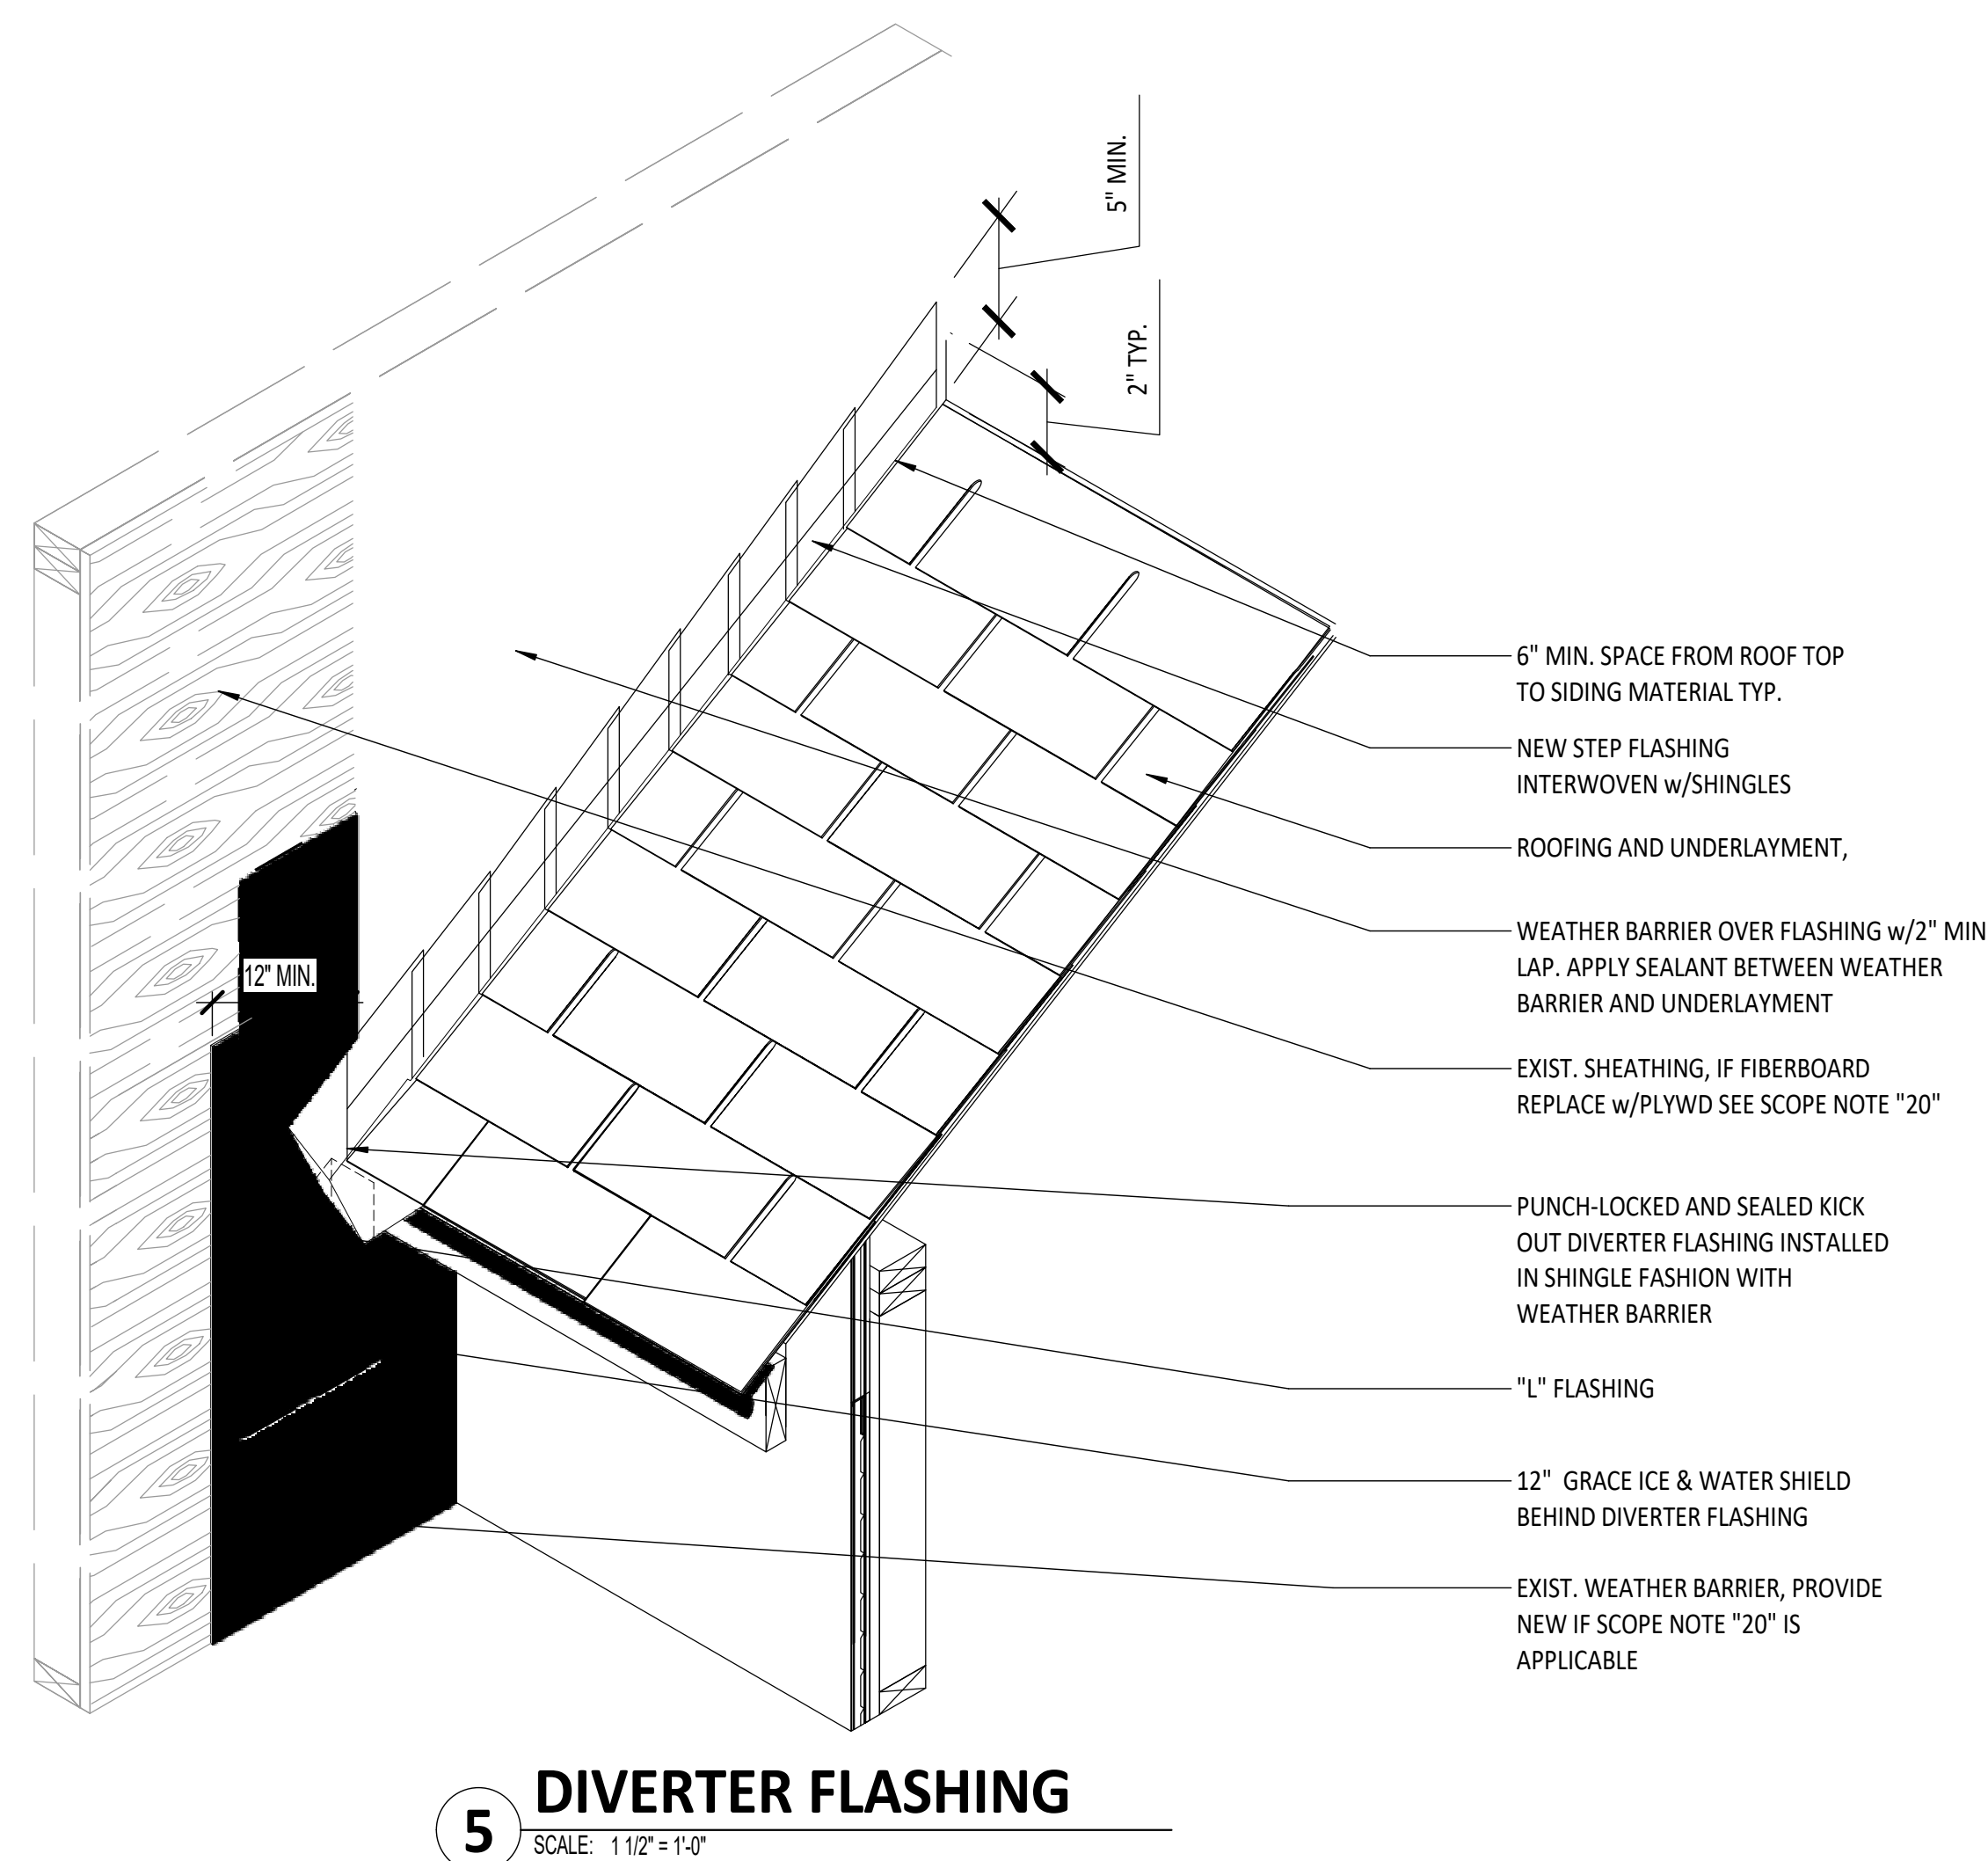 5" MIN.
2" TYP.
6" MIN. SPACE FROM ROOF TOP
TO SIDING MATERIAL TYP.
NEW STEP FLASHING
INTERWOVEN w/SHINGLES
ROOFING AND UNDERLAYMENT,
WEATHER BARRIER OVER FLASHING w/2" MIN
LAP. APPLY SEALANT BETWEEN WEATHER
BARRIER AND UNDERLAYMENT
12" MIN.
EXIST. SHEATHING, IF FIBERBOARD
REPLACE w/PLYWD SEE SCOPE NOTE "20"
PUNCH-LOCKED AND SEALED KICK
OUT DIVERTER FLASHING INSTALLED
IN SHINGLE FASHION WITH
WEATHER BARRIER
"L" FLASHING
12" GRACE ICE & WATER SHIELD
BEHIND DIVERTER FLASHING
EXIST. WEATHER BARRIER, PROVIDE
NEW IF SCOPE NOTE "20" IS
APPLICABLE
5 DIVERTER FLASHING
SCALE: 1 1/2" = 1'-0"